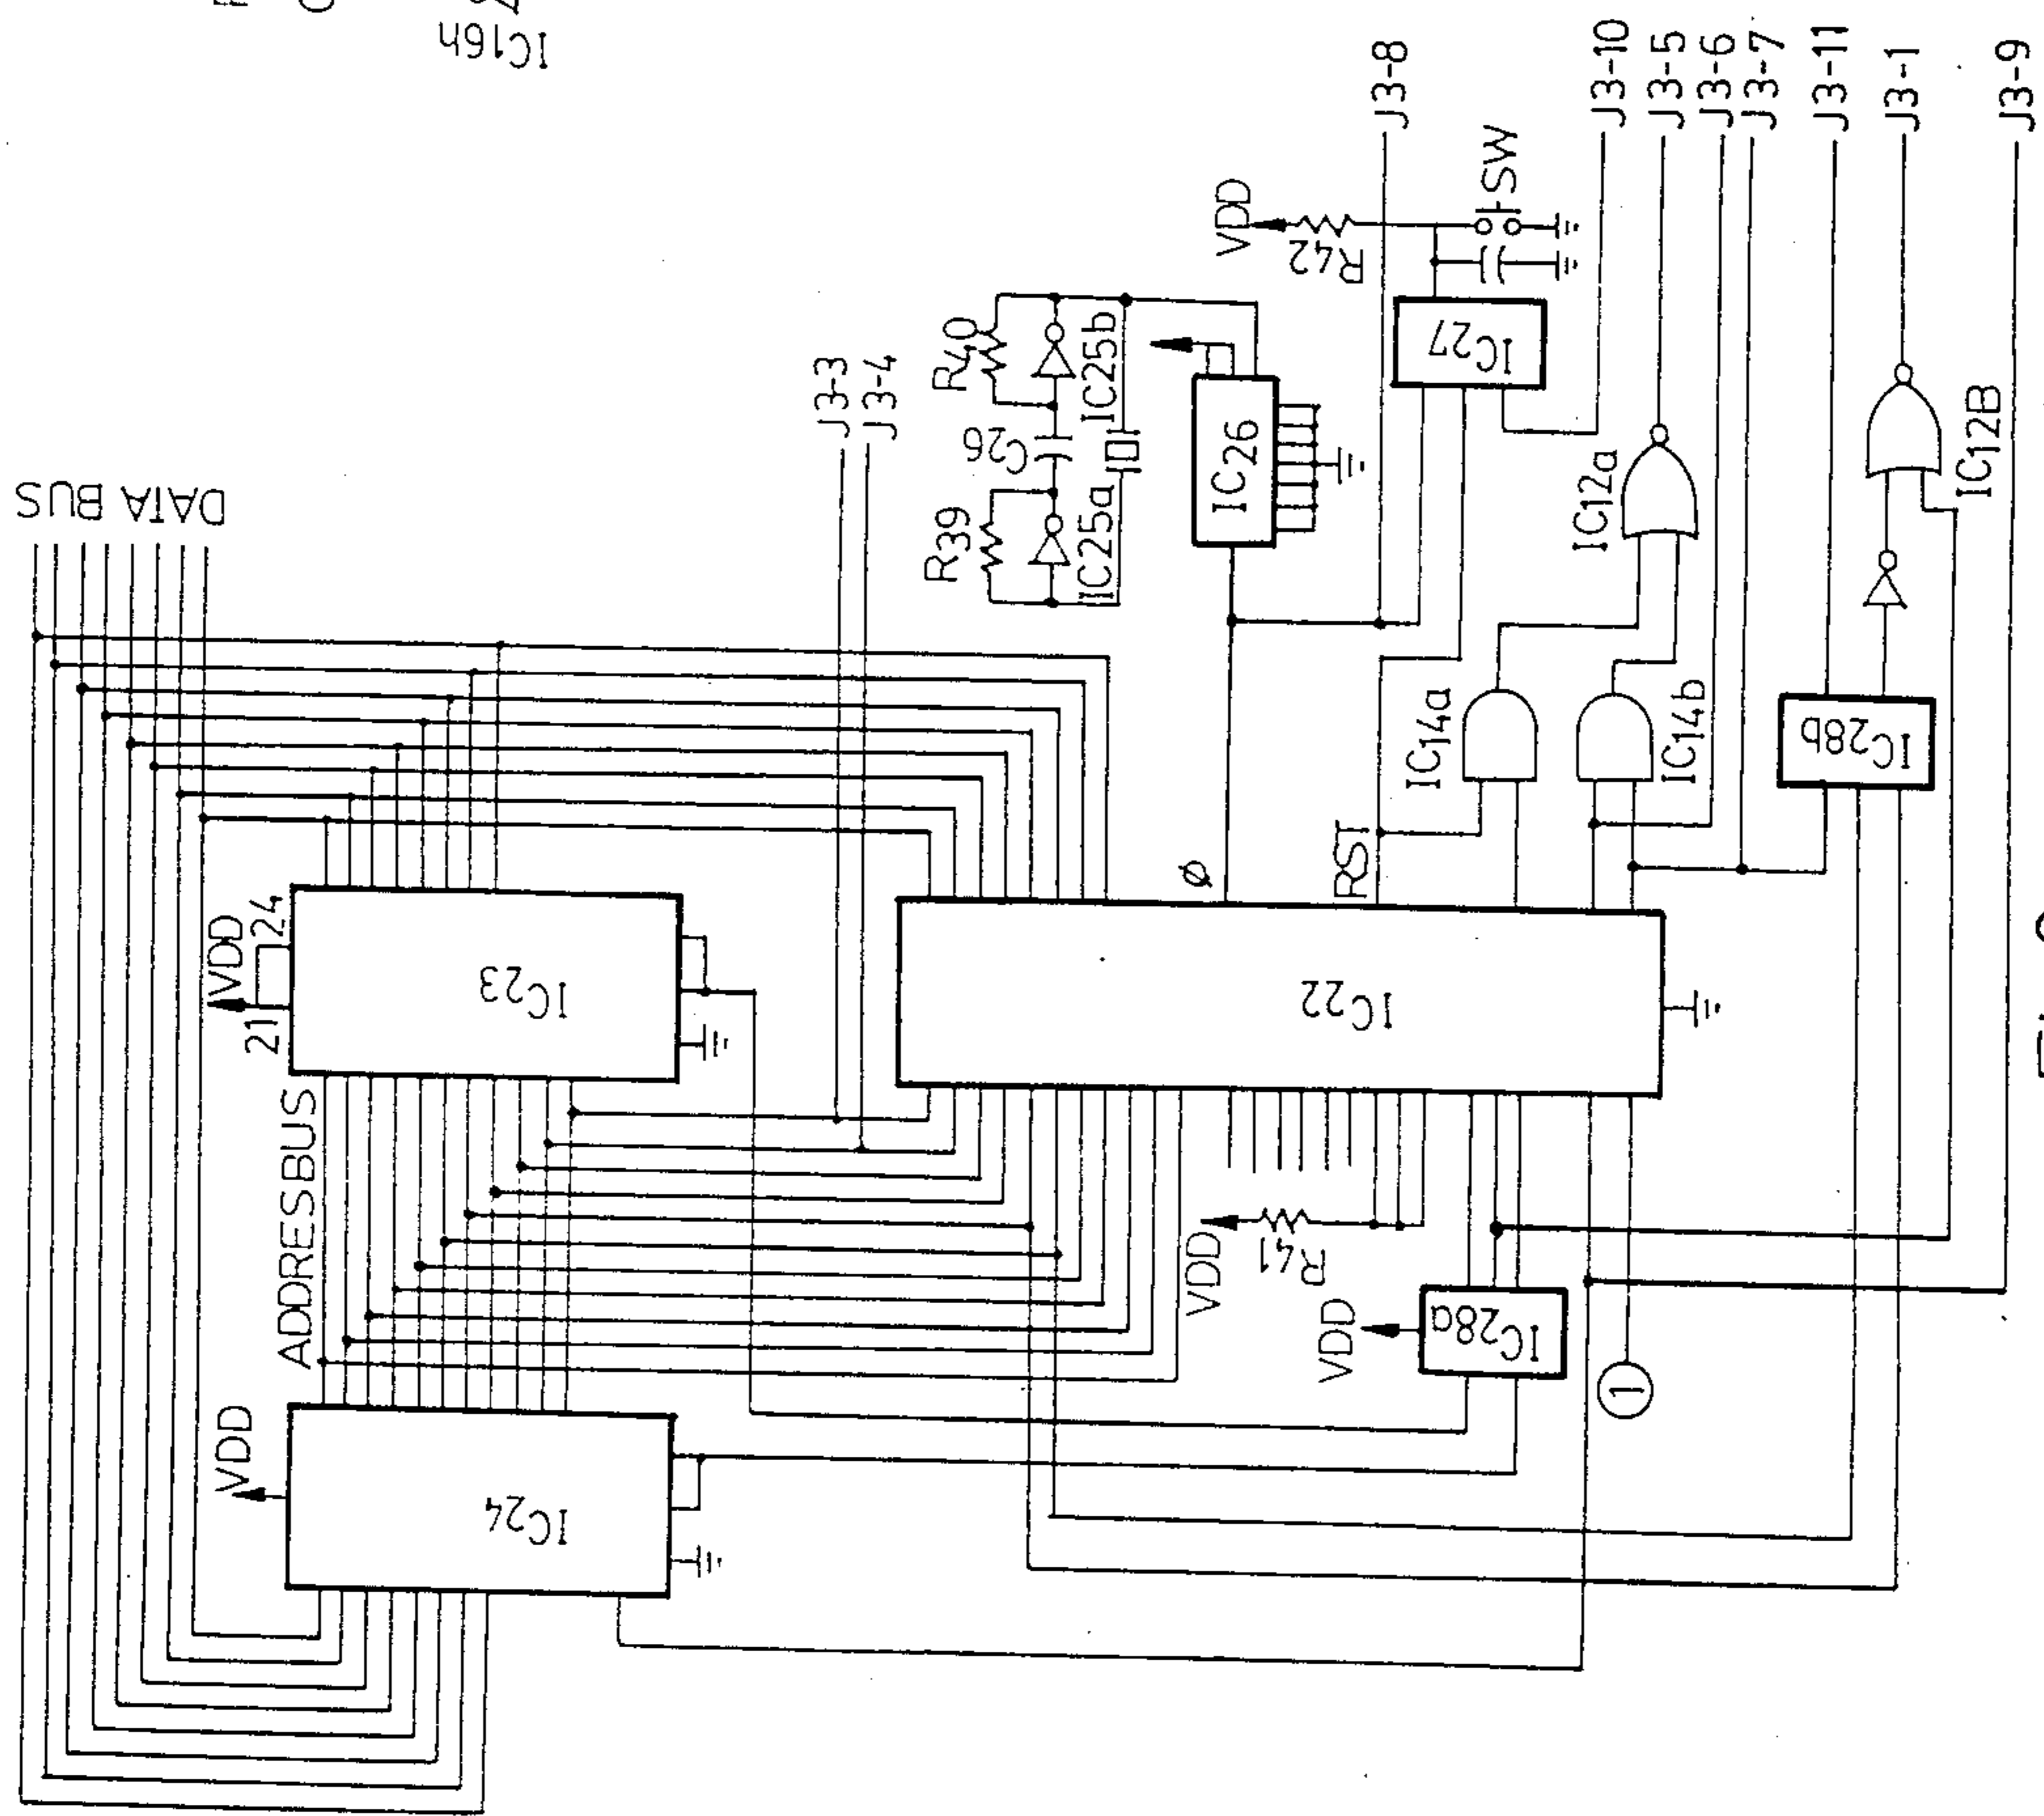 IC16h
DATA BUS
J3-3
J3-4
R40
C26
IC25b
R39
IC25a
IC26
VDD
R42
SW
IC27
J3-8
J3-10
J3-5
J3-6
J3-7
J3-11
J3-1
J3-9
IC12a
IC12B
IC14a
IC14b
IC28b
VDD
21
24
IC23
ADDRESBUS
Ø
RST
IC22
VDD
R41
VDD
IC28a
1
VDD
IC24